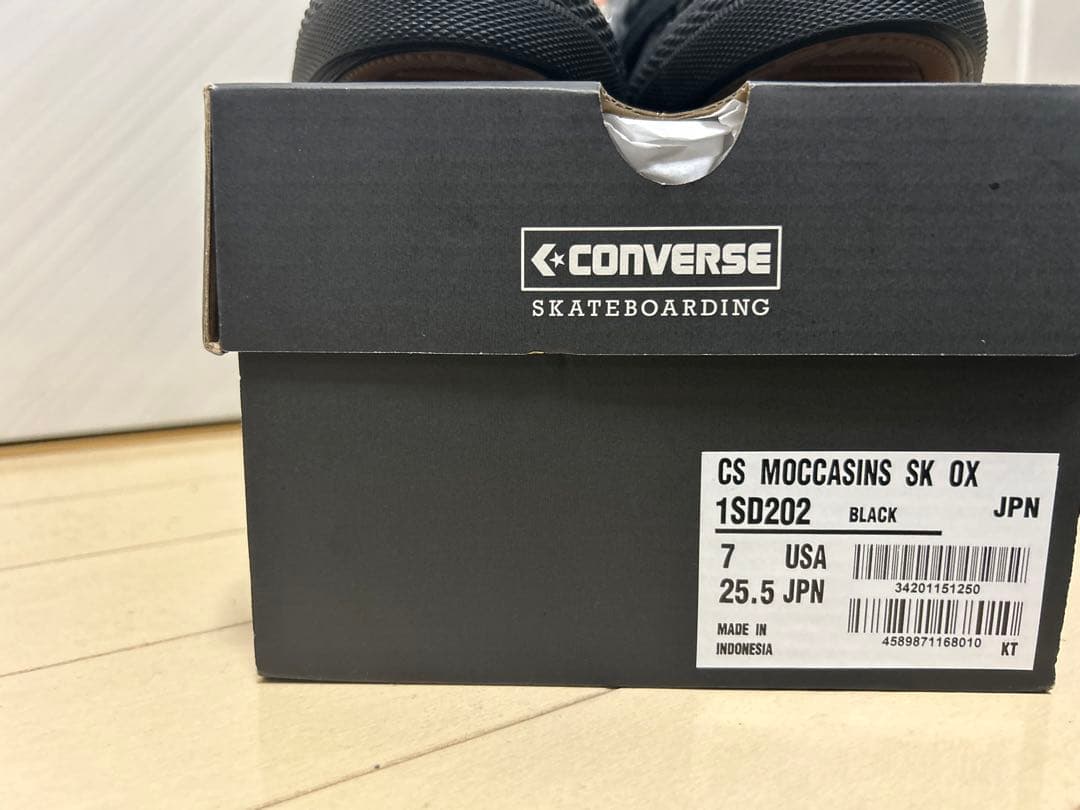 CONVERSE
SKATEBOARDING
CS MOCCASINS SK OX
1SD202 BLACK JPN
7 USA
25.5 JPN
34201151250
4589871168010
MADE IN
INDONESIA
KT